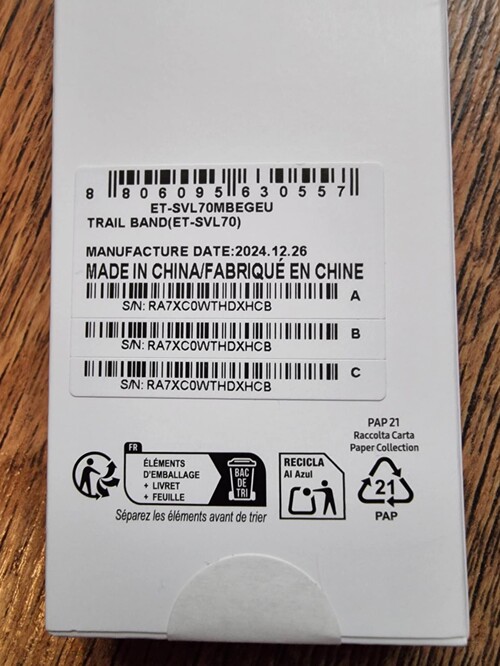 8 806095 630557
ET-SVL70MBEGEU
TRAIL BAND(ET-SVL70)
MANUFACTURE DATE:2024.12.26
MADE IN CHINA/FABRIQUÉ EN CHINE
A
S/N: RA7XC0WTHDXHCB
B
S/N: RA7XC0WTHDXHCB
C
S/N: RA7XC0WTHDXHCB
PAP 21
Raccolta Carta
Paper Collection
FR
ÉLÉMENTS
D'EMBALLAGE
+ LIVRET
+ FEUILLE
BAC
DE
TRI
Séparez les éléments avant de trier
RECICLA
Al Azul
21
PAP